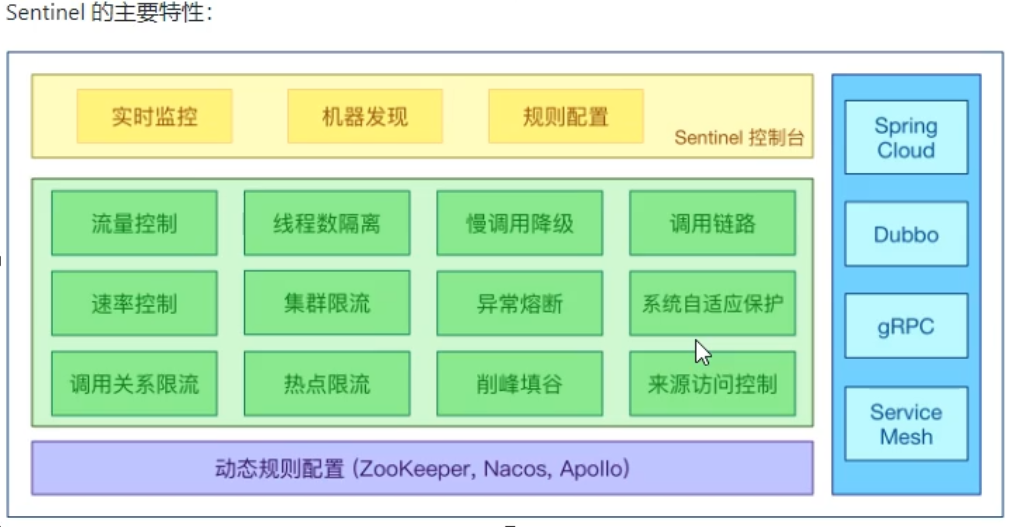 Sentinel 的主要特性：
实时监控
机器发现
规则配置
Sentinel 控制台
流量控制
线程数隔离
慢调用降级
调用链路
速率控制
集群限流
异常熔断
系统自适应保护
调用关系限流
热点限流
削峰填谷
来源访问控制
动态规则配置 (ZooKeeper, Nacos, Apollo)
Spring
Cloud
Dubbo
gRPC
Service
Mesh